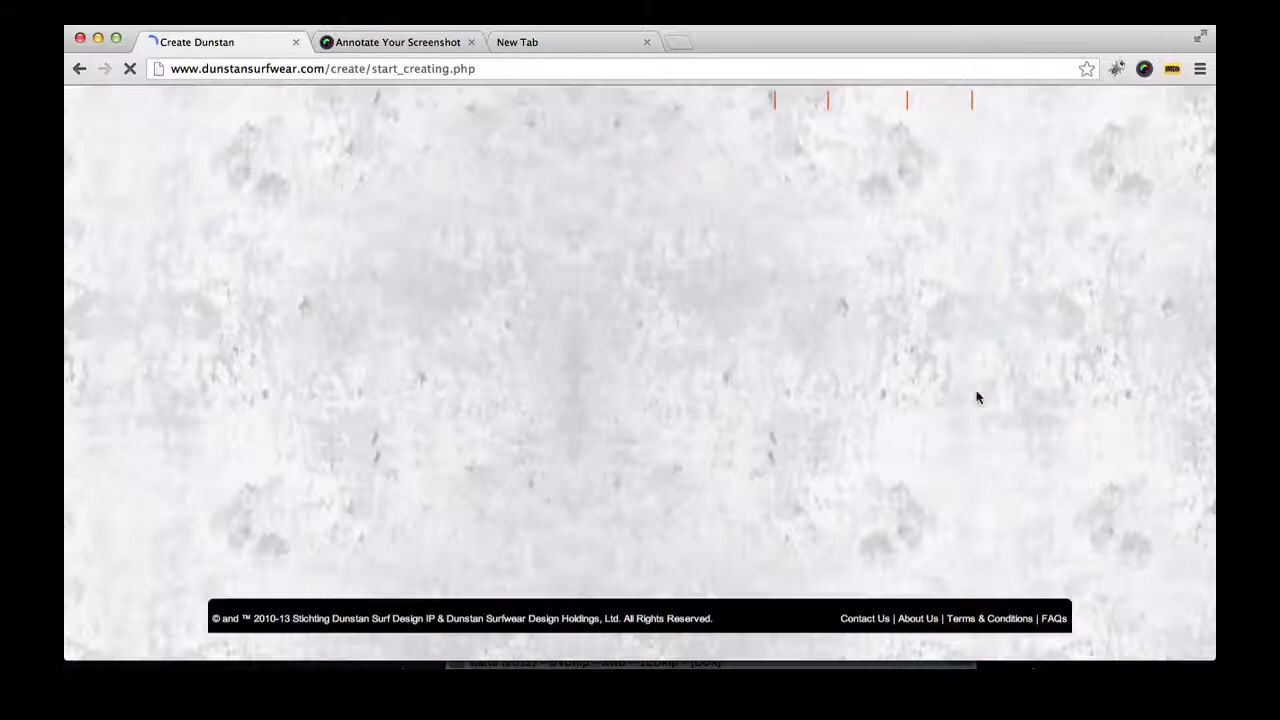 Create Dunstan
Annotate Your Screenshot
New Tab
www.dunstansurfwear.com/create/start_creating.php
IMDb
© and ™ 2010-13 Stichting Dunstan Surf Design IP & Dunstan Surfwear Design Holdings, Ltd. All Rights Reserved.
Contact Us | About Us | Terms & Conditions | FAQs